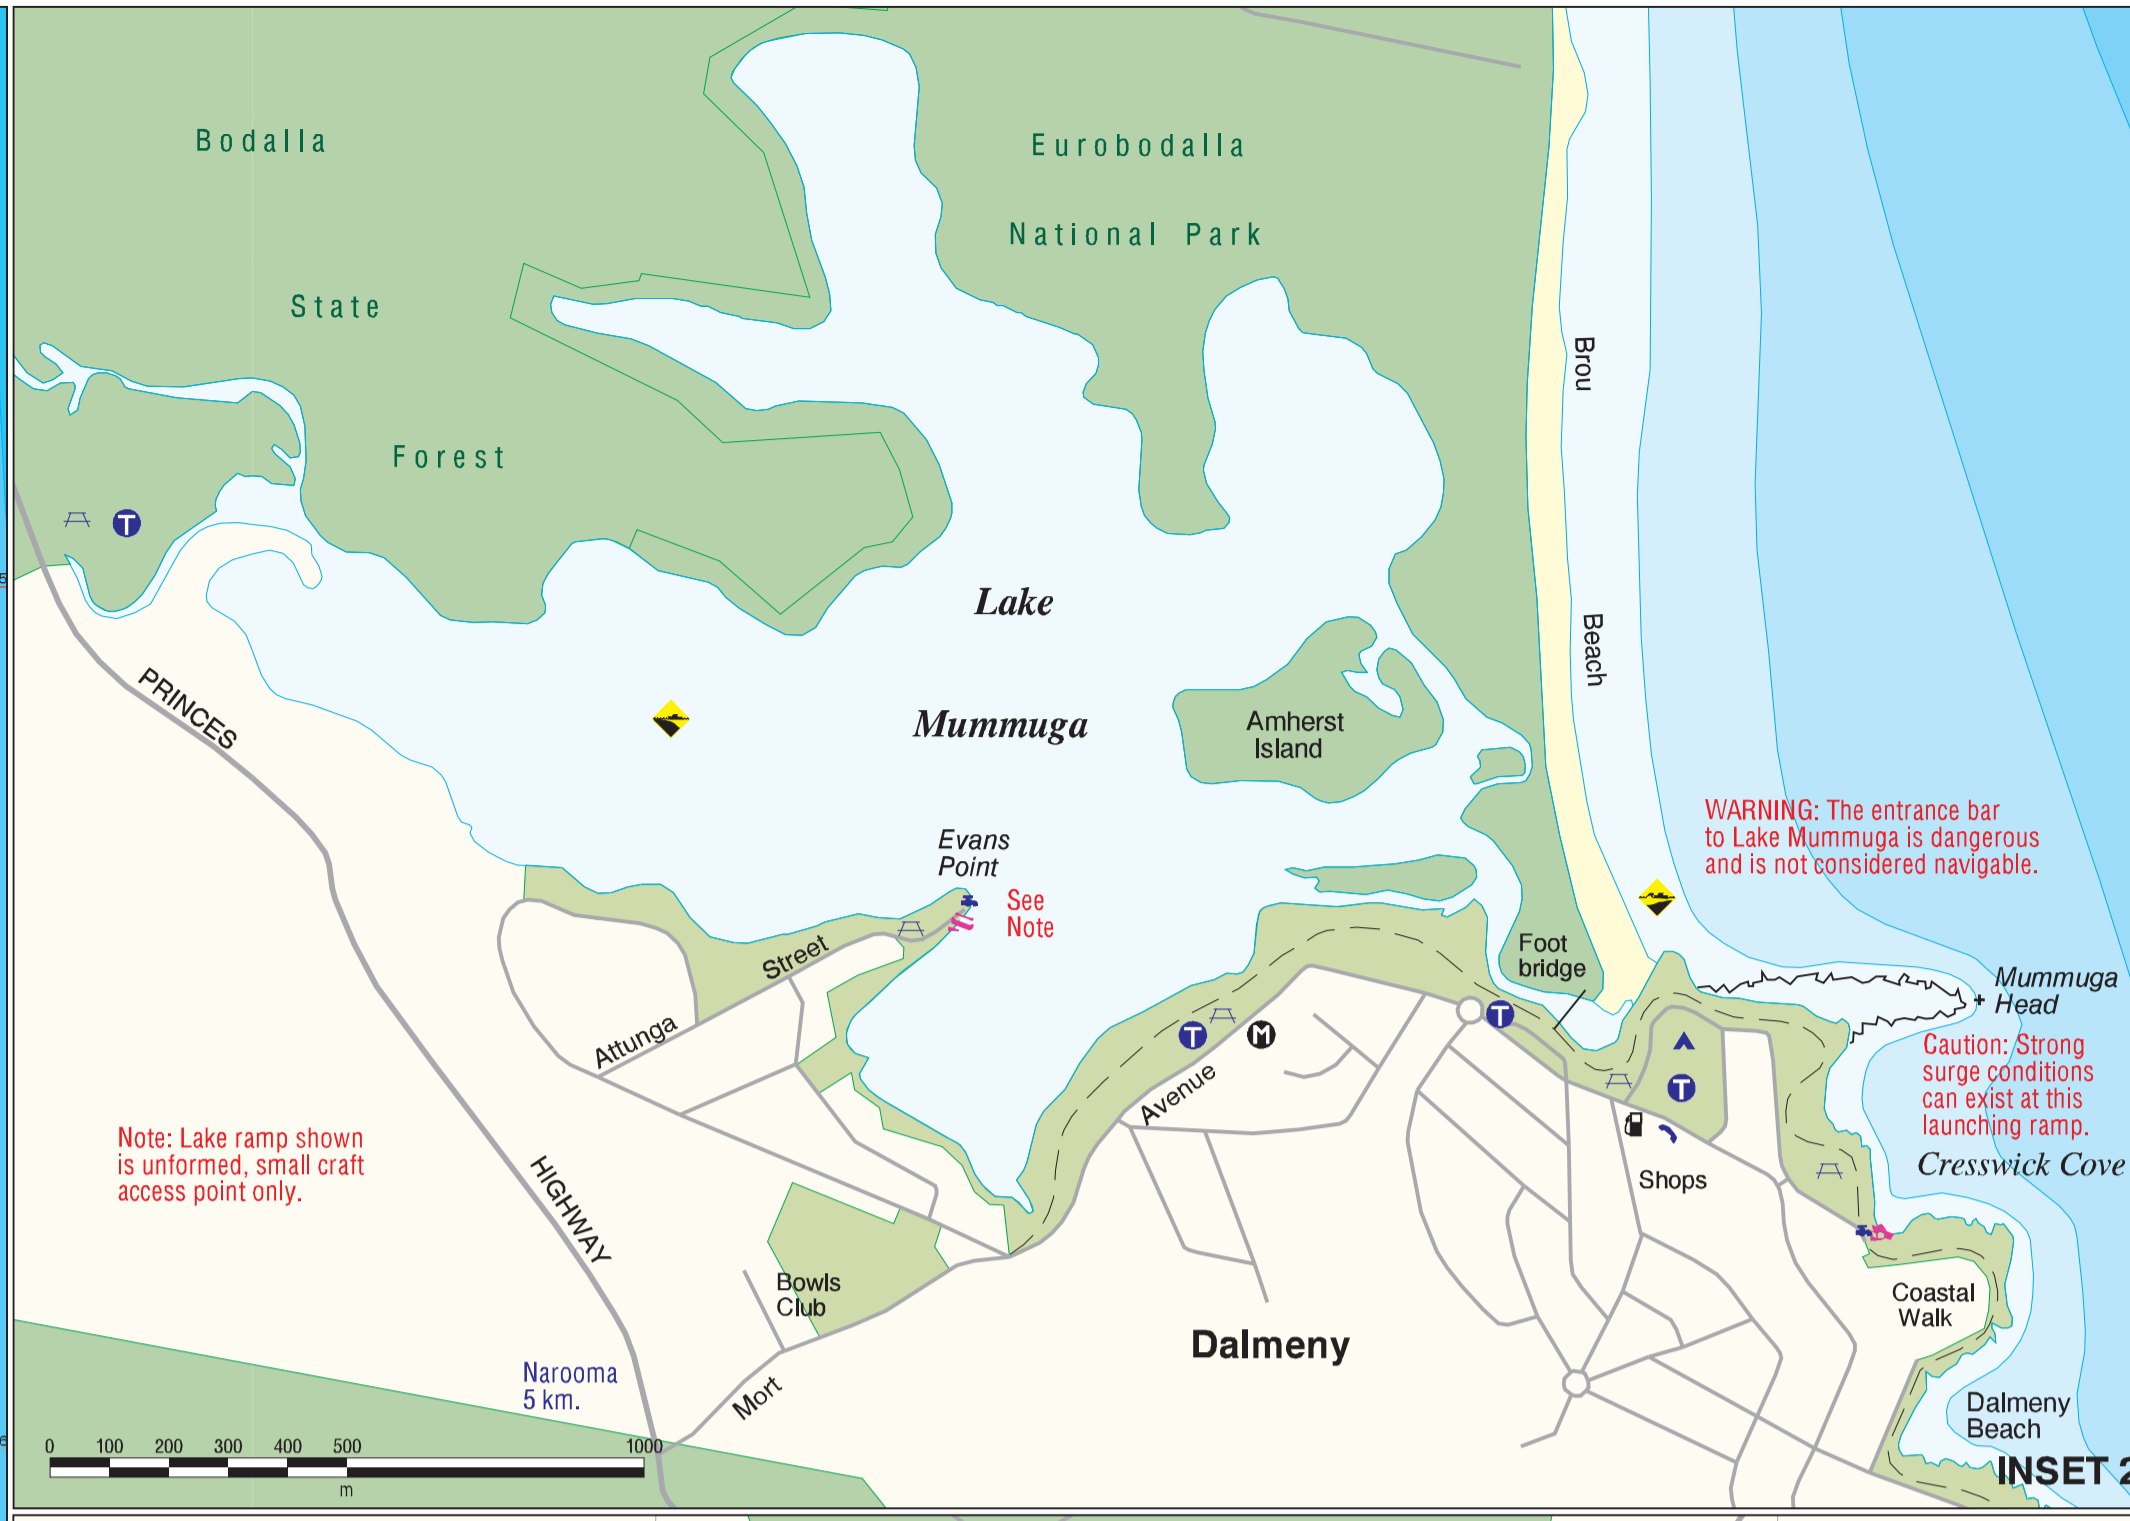 Bodalla
State
Forest
Eurobodalla
National Park
Brou
Beach
Lake
Mummuga
Amherst
Island
PRINCES
HIGHWAY
Evans
Point
See
Note
WARNING: The entrance bar
to Lake Mummuga is dangerous
and is not considered navigable.
Foot
bridge
Mummuga
Head
Caution: Strong
surge conditions
can exist at this
launching ramp.
Cresswick Cove
Street
Attunga
T
T
M
T
T
Avenue
Shops
Note: Lake ramp shown
is unformed, small craft
access point only.
Bowls
Club
Coastal
Walk
Dalmeny
Mort
Narooma
5 km.
Dalmeny
Beach
INSET 2
0 100 200 300 400 500 1000
m